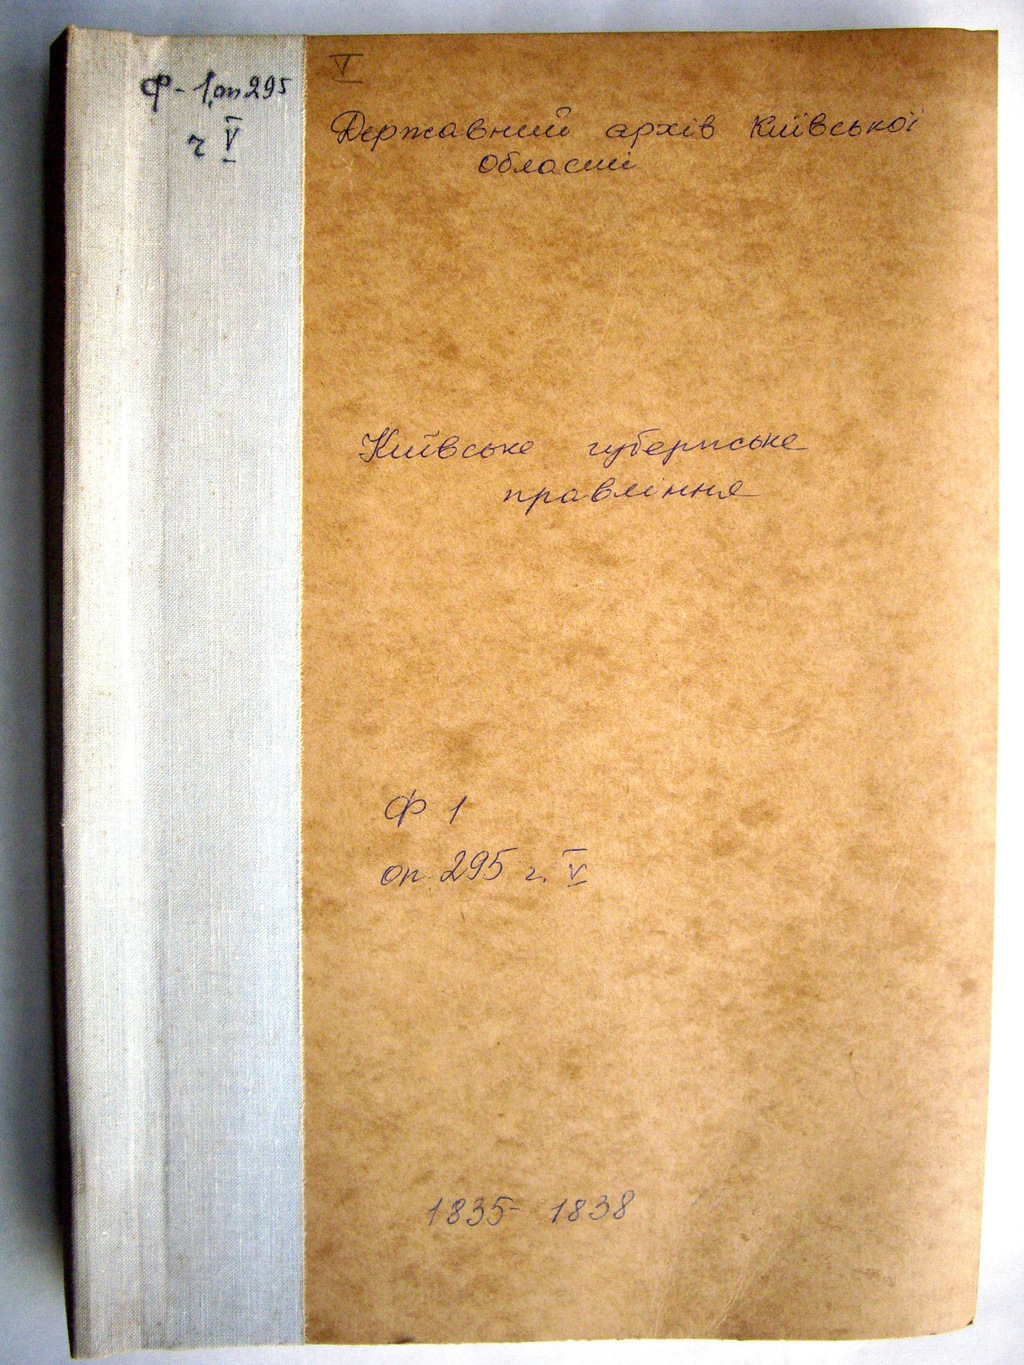 Ф-1, оп 295
ч V
V
Державний архів Київської
області
Київське губернське
правління
Ф 1
оп 295 ч. V
1835- 1838